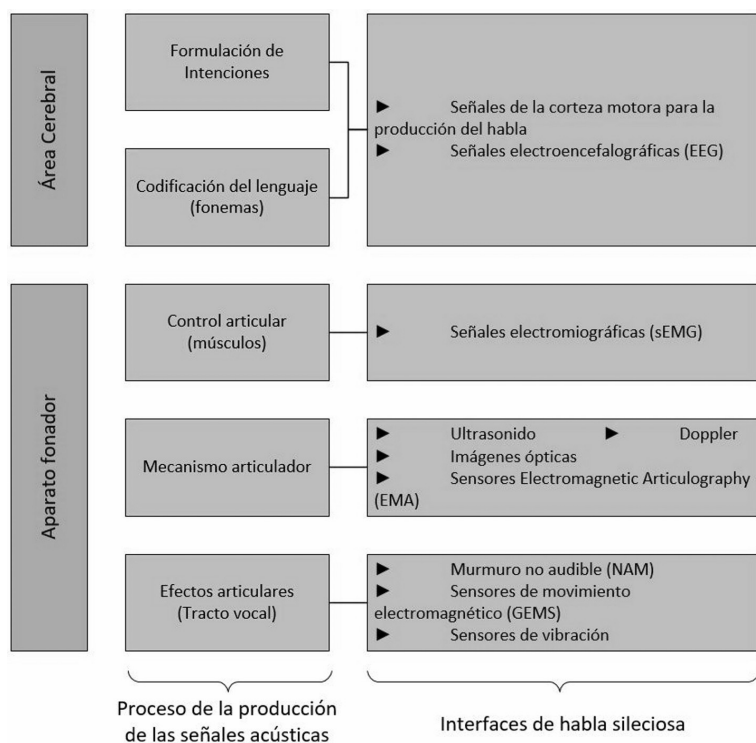 Área Cerebral
Formulación de
Intenciones
Codificación del lenguaje
(fonemas)
► Señales de la corteza motora para la
producción del habla
► Señales electroencefalográficas (EEG)
Aparato fonador
Control articular
(músculos)
► Señales electromiográficas (sEMG)
Mecanismo articulador
► Ultrasonido ► Doppler
► Imágenes ópticas
► Sensores Electromagnetic Articulography
(EMA)
Efectos articulares
(Tracto vocal)
► Murmuro no audible (NAM)
► Sensores de movimiento
electromagnético (GEMS)
► Sensores de vibración
Proceso de la producción
de las señales acústicas
Interfaces de habla sileciosa